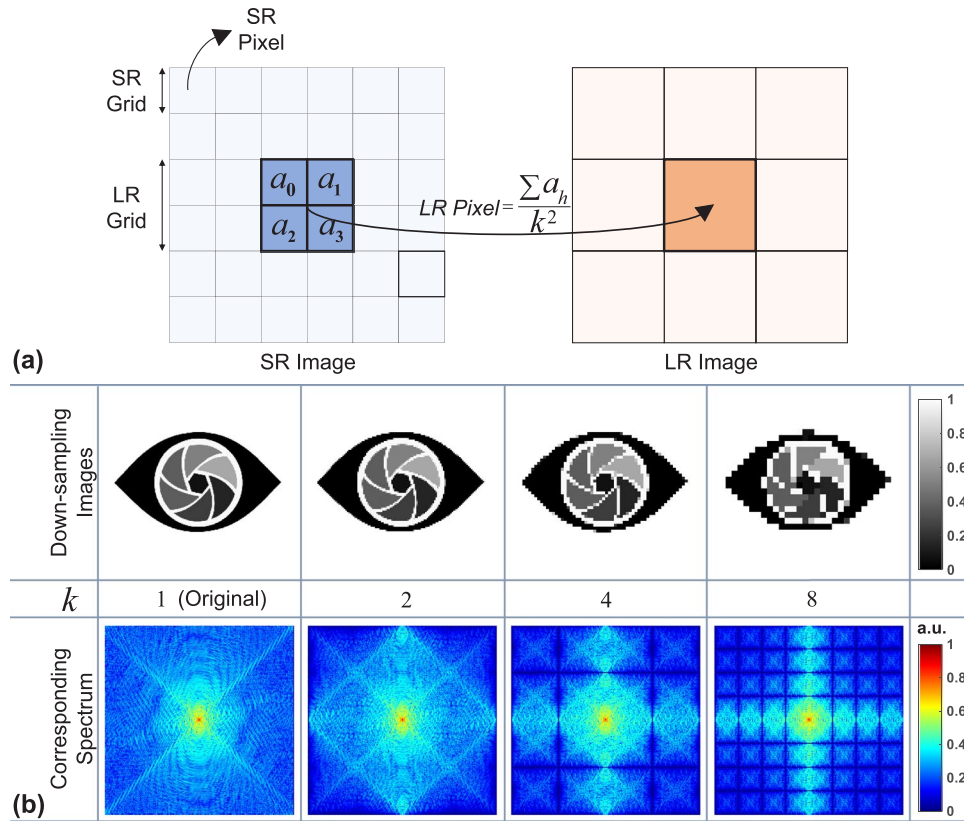 SR
Pixel
SR
Grid
LR
Grid
a0 a1
a2 a3
LR Pixel = ∑ a_h / k²
SR Image
LR Image
(a)
Down-sampling
Images
1
0.8
0.6
0.4
0.2
0
k
1 (Original)
2
4
8
Corresponding
Spectrum
a.u.
1
0.8
0.6
0.4
0.2
0
(b)